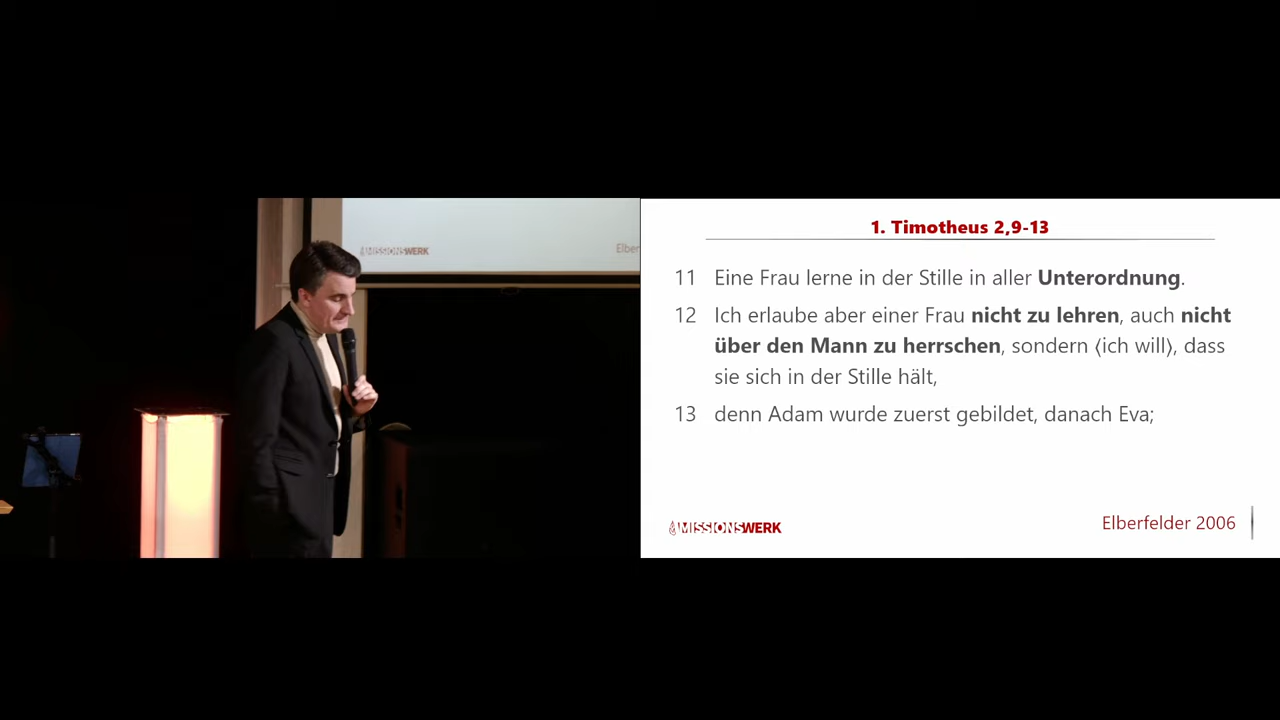 MISSIONSWERK
Elber
1. Timotheus 2,9-13
11 Eine Frau lerne in der Stille in aller Unterordnung.
12 Ich erlaube aber einer Frau nicht zu lehren, auch nicht
über den Mann zu herrschen, sondern ⟨ich will⟩, dass
sie sich in der Stille hält,
13 denn Adam wurde zuerst gebildet, danach Eva;
MISSIONSWERK
Elberfelder 2006